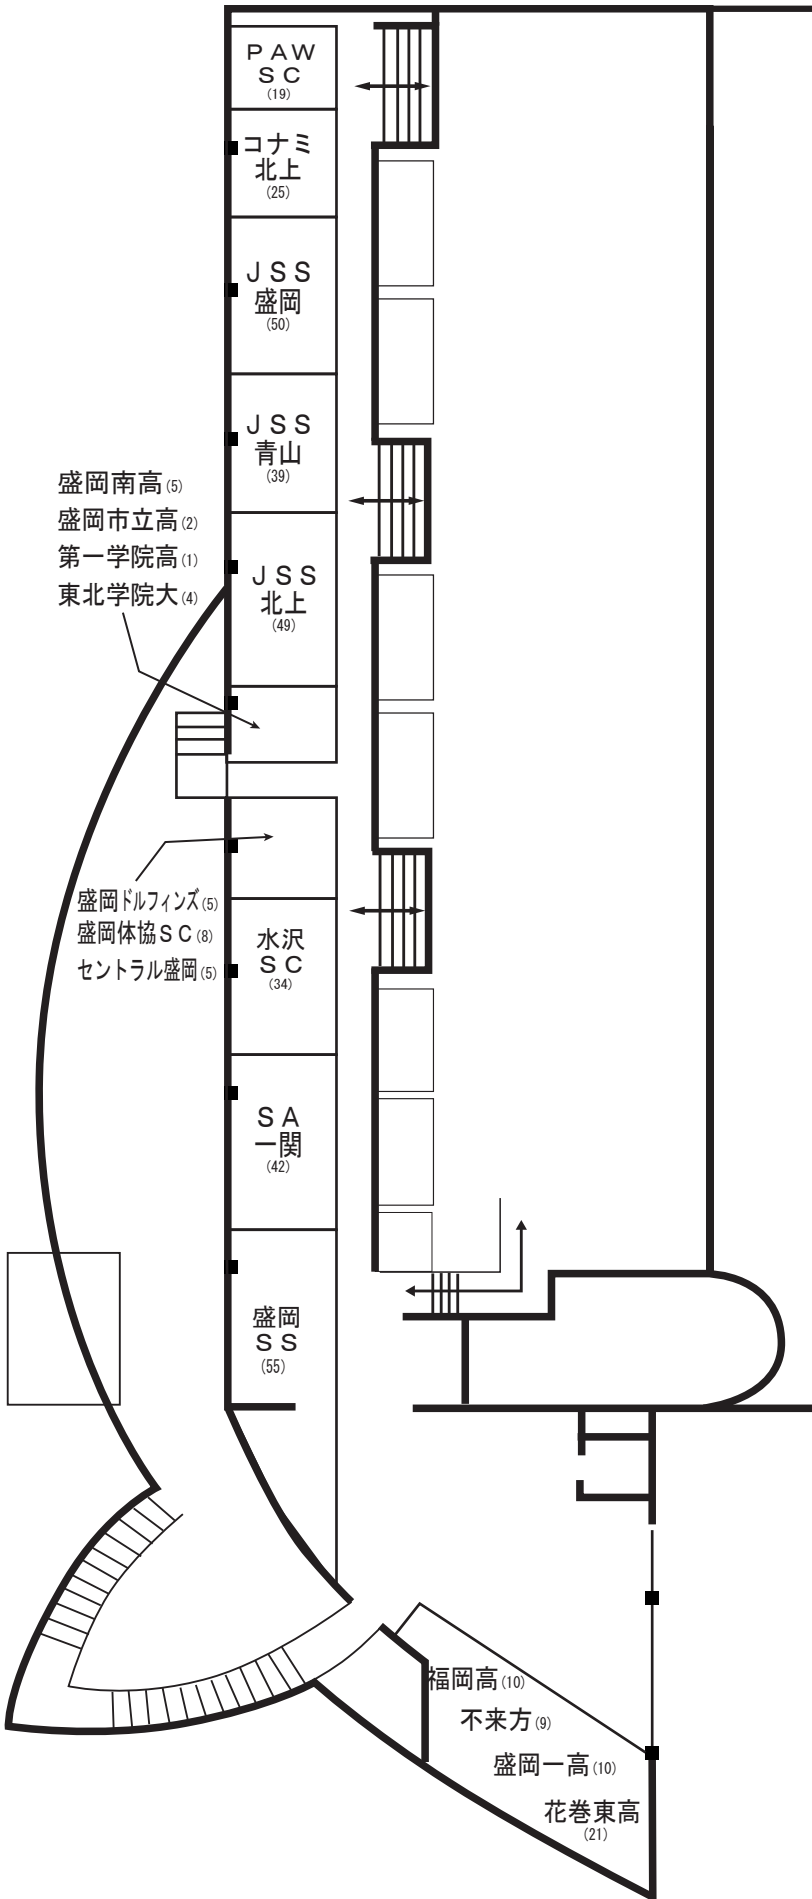 ＰＡＷ
ＳＣ
(19)
コナミ
北上
(25)
ＪＳＳ
盛岡
(50)
ＪＳＳ
青山
(39)
盛岡南高(5)
盛岡市立高(2)
第一学院高(1)
東北学院大(4)
ＪＳＳ
北上
(49)
盛岡ドルフィンズ(5)
盛岡体協ＳＣ(8)
セントラル盛岡(5)
水沢
ＳＣ
(34)
ＳＡ
一関
(42)
盛岡
ＳＳ
(55)
福岡高(10)
不来方(9)
盛岡一高(10)
花巻東高
(21)